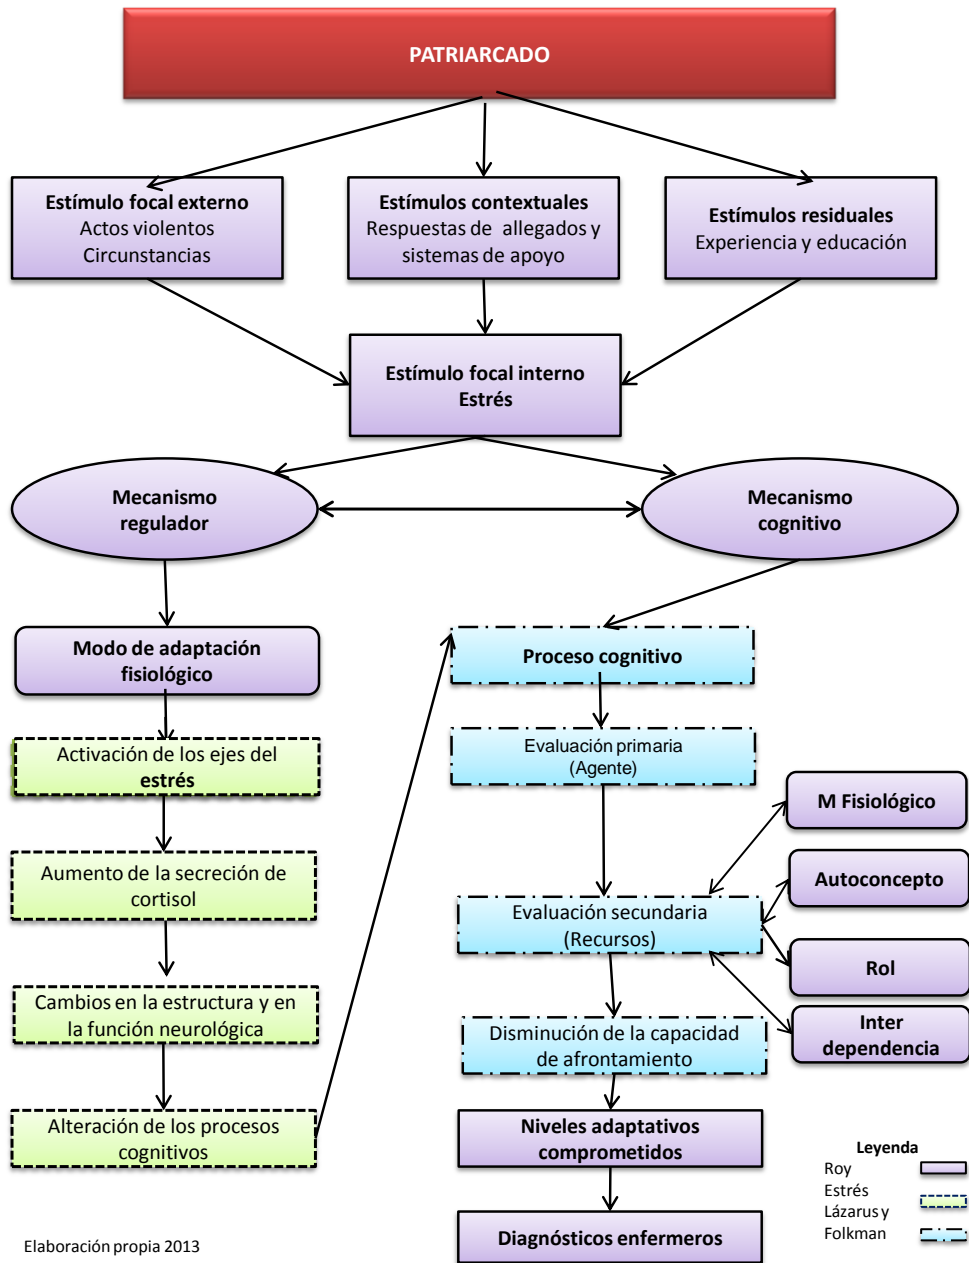 PATRIARCADO
Estímulo focal externo
Actos violentos
Circunstancias
Estímulos contextuales
Respuestas de allegados y
sistemas de apoyo
Estímulos residuales
Experiencia y educación
Estímulo focal interno
Estrés
Mecanismo
regulador
Mecanismo
cognitivo
Modo de adaptación
fisiológico
Proceso cognitivo
Activación de los ejes del
estrés
Evaluación primaria
(Agente)
M Fisiológico
Aumento de la secreción de
cortisol
Autoconcepto
Evaluación secundaria
(Recursos)
Rol
Cambios en la estructura y en
la función neurológica
Inter
dependencia
Disminución de la capacidad
de afrontamiento
Alteración de los procesos
cognitivos
Niveles adaptativos
comprometidos
Diagnósticos enfermeros
Leyenda
Roy
Estrés
Lázarus y
Folkman
Elaboración propia 2013